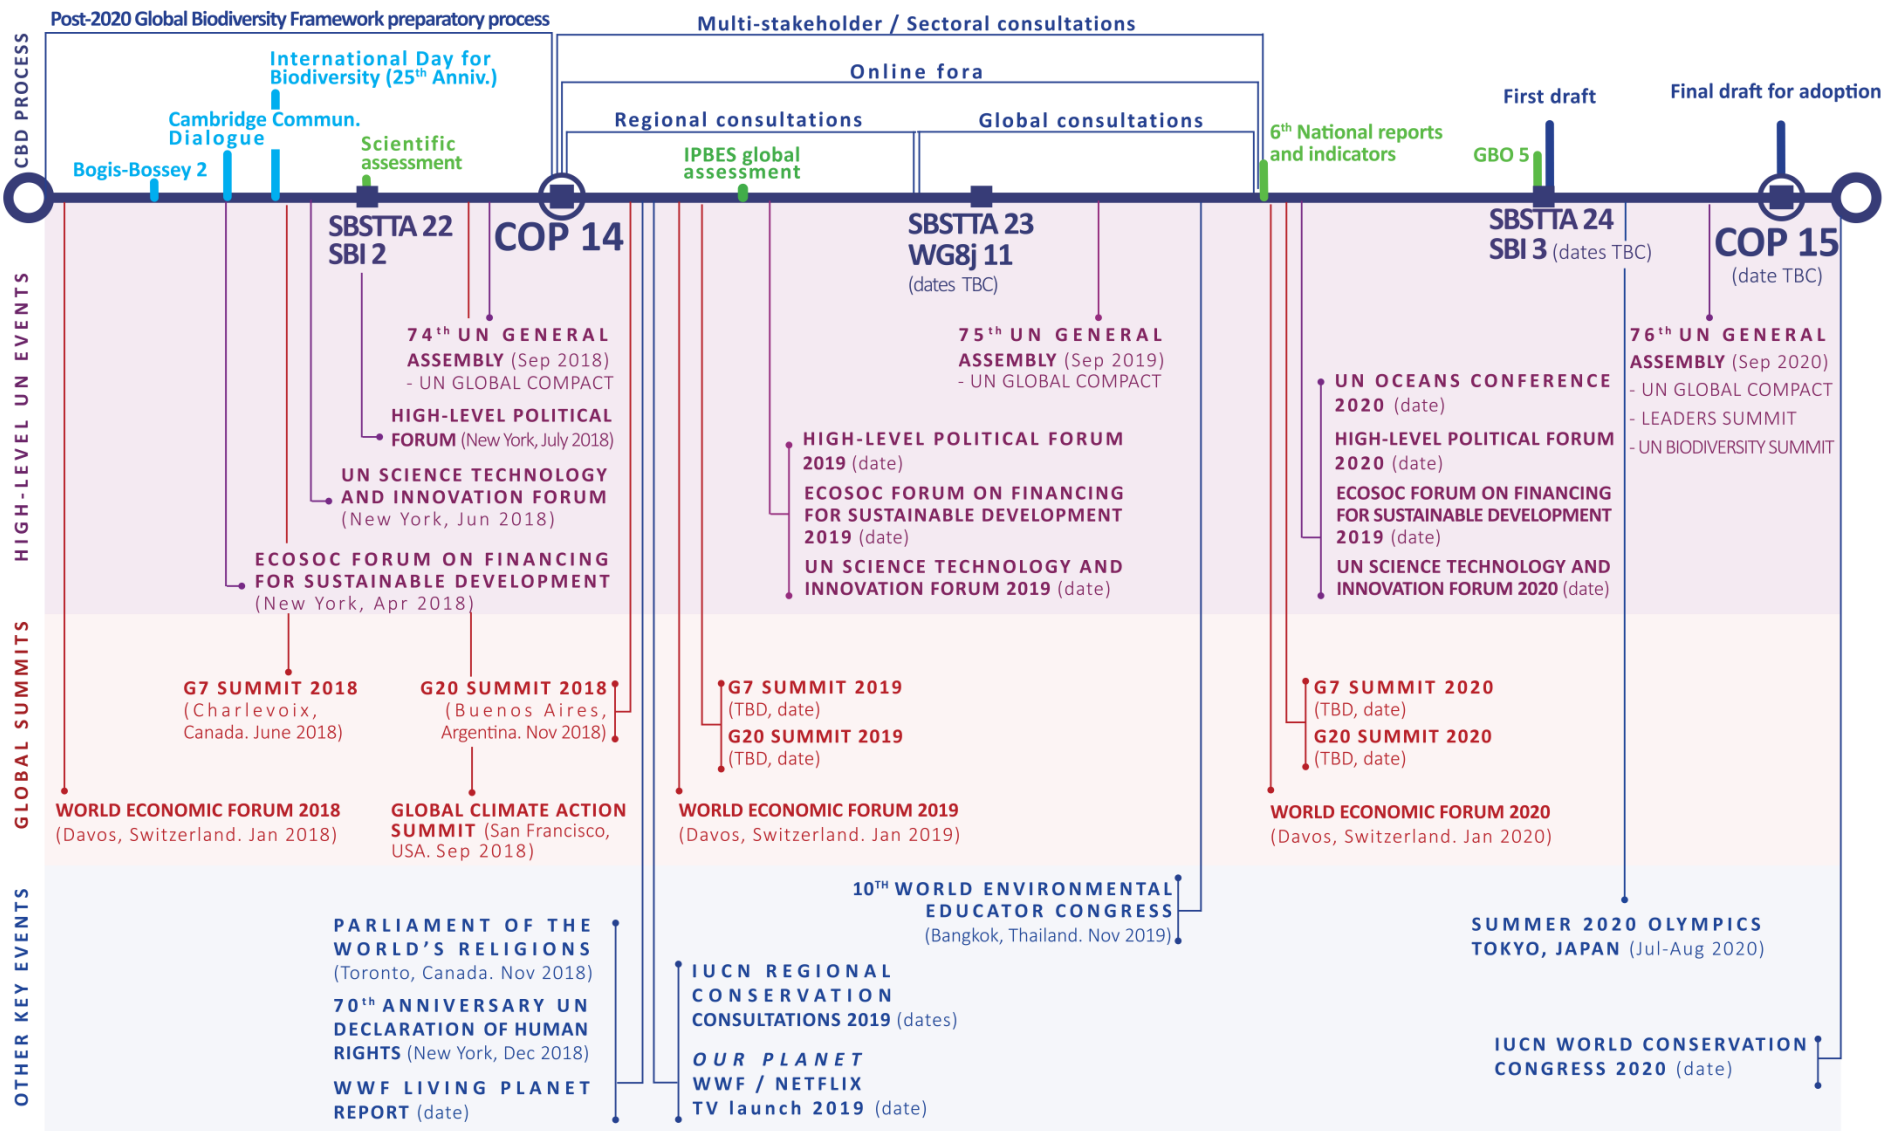 Post-2020 Global Biodiversity Framework preparatory process
Multi-stakeholder / Sectoral consultations
Online fora
Regional consultations
Global consultations
CBD PROCESS
International Day for
Biodiversity (25th Anniv.)
Cambridge Commun.
Dialogue
Bogis-Bossey 2
Scientific
assessment
IPBES global
assessment
6th National reports
and indicators
GBO 5
First draft
Final draft for adoption
SBSTTA 22
SBI 2
COP 14
SBSTTA 23
WG8j 11
(dates TBC)
SBSTTA 24
SBI 3 (dates TBC)
COP 15
(date TBC)
HIGH-LEVEL UN EVENTS
74th UN GENERAL
ASSEMBLY (Sep 2018)
- UN GLOBAL COMPACT
HIGH-LEVEL POLITICAL
FORUM (New York, July 2018)
UN SCIENCE TECHNOLOGY
AND INNOVATION FORUM
(New York, Jun 2018)
ECOSOC FORUM ON FINANCING
FOR SUSTAINABLE DEVELOPMENT
(New York, Apr 2018)
75th UN GENERAL
ASSEMBLY (Sep 2019)
- UN GLOBAL COMPACT
HIGH-LEVEL POLITICAL FORUM
2019 (date)
ECOSOC FORUM ON FINANCING
FOR SUSTAINABLE DEVELOPMENT
2019 (date)
UN SCIENCE TECHNOLOGY AND
INNOVATION FORUM 2019 (date)
UN OCEANS CONFERENCE
2020 (date)
HIGH-LEVEL POLITICAL FORUM
2020 (date)
ECOSOC FORUM ON FINANCING
FOR SUSTAINABLE DEVELOPMENT
2019 (date)
UN SCIENCE TECHNOLOGY AND
INNOVATION FORUM 2020 (date)
76th UN GENERAL
ASSEMBLY (Sep 2020)
- UN GLOBAL COMPACT
- LEADERS SUMMIT
- UN BIODIVERSITY SUMMIT
GLOBAL SUMMITS
G7 SUMMIT 2018
(Charlevoix,
Canada. June 2018)
G20 SUMMIT 2018
(Buenos Aires,
Argentina. Nov 2018)
G7 SUMMIT 2019
(TBD, date)
G20 SUMMIT 2019
(TBD, date)
G7 SUMMIT 2020
(TBD, date)
G20 SUMMIT 2020
(TBD, date)
WORLD ECONOMIC FORUM 2018
(Davos, Switzerland. Jan 2018)
GLOBAL CLIMATE ACTION
SUMMIT (San Francisco,
USA. Sep 2018)
WORLD ECONOMIC FORUM 2019
(Davos, Switzerland. Jan 2019)
WORLD ECONOMIC FORUM 2020
(Davos, Switzerland. Jan 2020)
OTHER KEY EVENTS
PARLIAMENT OF THE
WORLD'S RELIGIONS
(Toronto, Canada. Nov 2018)
70th ANNIVERSARY UN
DECLARATION OF HUMAN
RIGHTS (New York, Dec 2018)
WWF LIVING PLANET
REPORT (date)
10TH WORLD ENVIRONMENTAL
EDUCATOR CONGRESS
(Bangkok, Thailand. Nov 2019)
IUCN REGIONAL
CONSERVATION
CONSULTATIONS 2019 (dates)
OUR PLANET
WWF / NETFLIX
TV launch 2019 (date)
SUMMER 2020 OLYMPICS
TOKYO, JAPAN (Jul-Aug 2020)
IUCN WORLD CONSERVATION
CONGRESS 2020 (date)